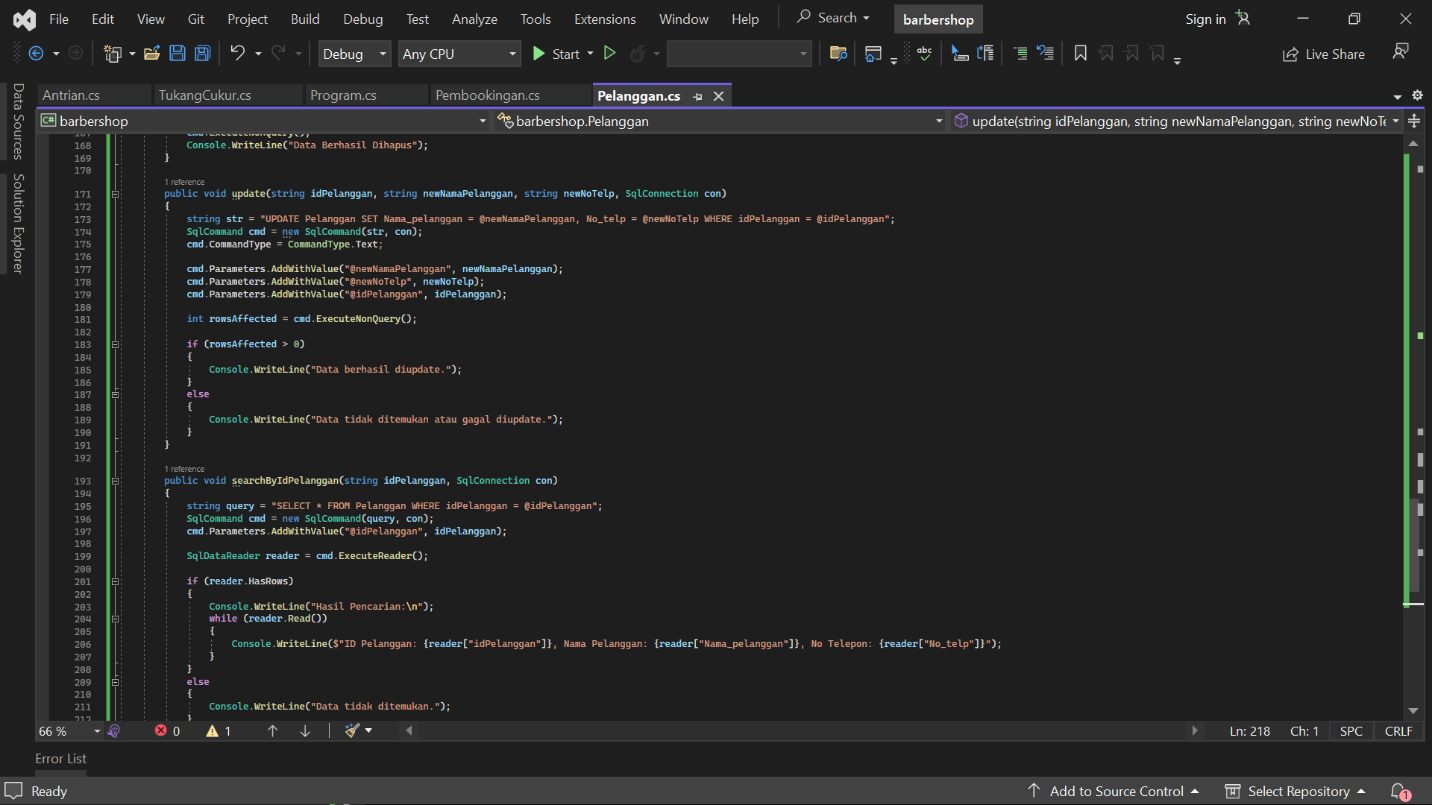 File Edit View Git Project Build Debug Test Analyze Tools Extensions Window Help Search barbershop Sign in
Debug Any CPU Start Live Share
Data Sources
Solution Explorer
Antrian.cs TukangCukur.cs Program.cs Pembookingan.cs Pelanggan.cs
barbershop barbershop.Pelanggan update(string idPelanggan, string newNamaPelanggan, string newNoTe
187 cmd.ExecuteNonQuery();
168 Console.WriteLine("Data Berhasil Dihapus");
169 }
170
1 reference
171 public void update(string idPelanggan, string newNamaPelanggan, string newNoTelp, SqlConnection con)
172 {
173 string str = "UPDATE Pelanggan SET Nama_pelanggan = @newNamaPelanggan, No_telp = @newNoTelp WHERE idPelanggan = @idPelanggan";
174 SqlCommand cmd = new SqlCommand(str, con);
175 cmd.CommandType = CommandType.Text;
176
177 cmd.Parameters.AddWithValue("@newNamaPelanggan", newNamaPelanggan);
178 cmd.Parameters.AddWithValue("@newNoTelp", newNoTelp);
179 cmd.Parameters.AddWithValue("@idPelanggan", idPelanggan);
180
181 int rowsAffected = cmd.ExecuteNonQuery();
182
183 if (rowsAffected > 0)
184 {
185 Console.WriteLine("Data berhasil diupdate.");
186 }
187 else
188 {
189 Console.WriteLine("Data tidak ditemukan atau gagal diupdate.");
190 }
191 }
192
1 reference
193 public void searchByIdPelanggan(string idPelanggan, SqlConnection con)
194 {
195 string query = "SELECT * FROM Pelanggan WHERE idPelanggan = @idPelanggan";
196 SqlCommand cmd = new SqlCommand(query, con);
197 cmd.Parameters.AddWithValue("@idPelanggan", idPelanggan);
198
199 SqlDataReader reader = cmd.ExecuteReader();
200
201 if (reader.HasRows)
202 {
203 Console.WriteLine("Hasil Pencarian:\n");
204 while (reader.Read())
205 {
206 Console.WriteLine($"ID Pelanggan: {reader["idPelanggan"]}, Nama Pelanggan: {reader["Nama_pelanggan"]}, No Telepon: {reader["No_telp"]}");
207 }
208 }
209 else
210 {
211 Console.WriteLine("Data tidak ditemukan.");
212 }
66 % 0 1 Ln: 218 Ch: 1 SPC CRLF
Error List
Ready Add to Source Control Select Repository 1